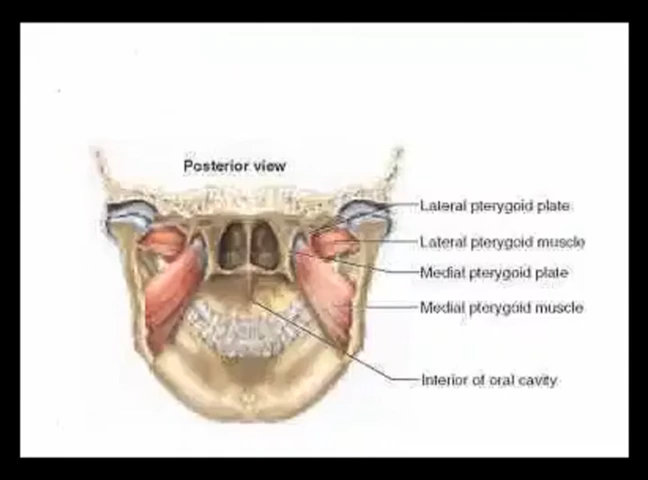 Posterior view
Lateral pterygoid plate
Lateral pterygoid muscle
Medial pterygoid plate
Medial pterygoid muscle
Interior of oral cavity